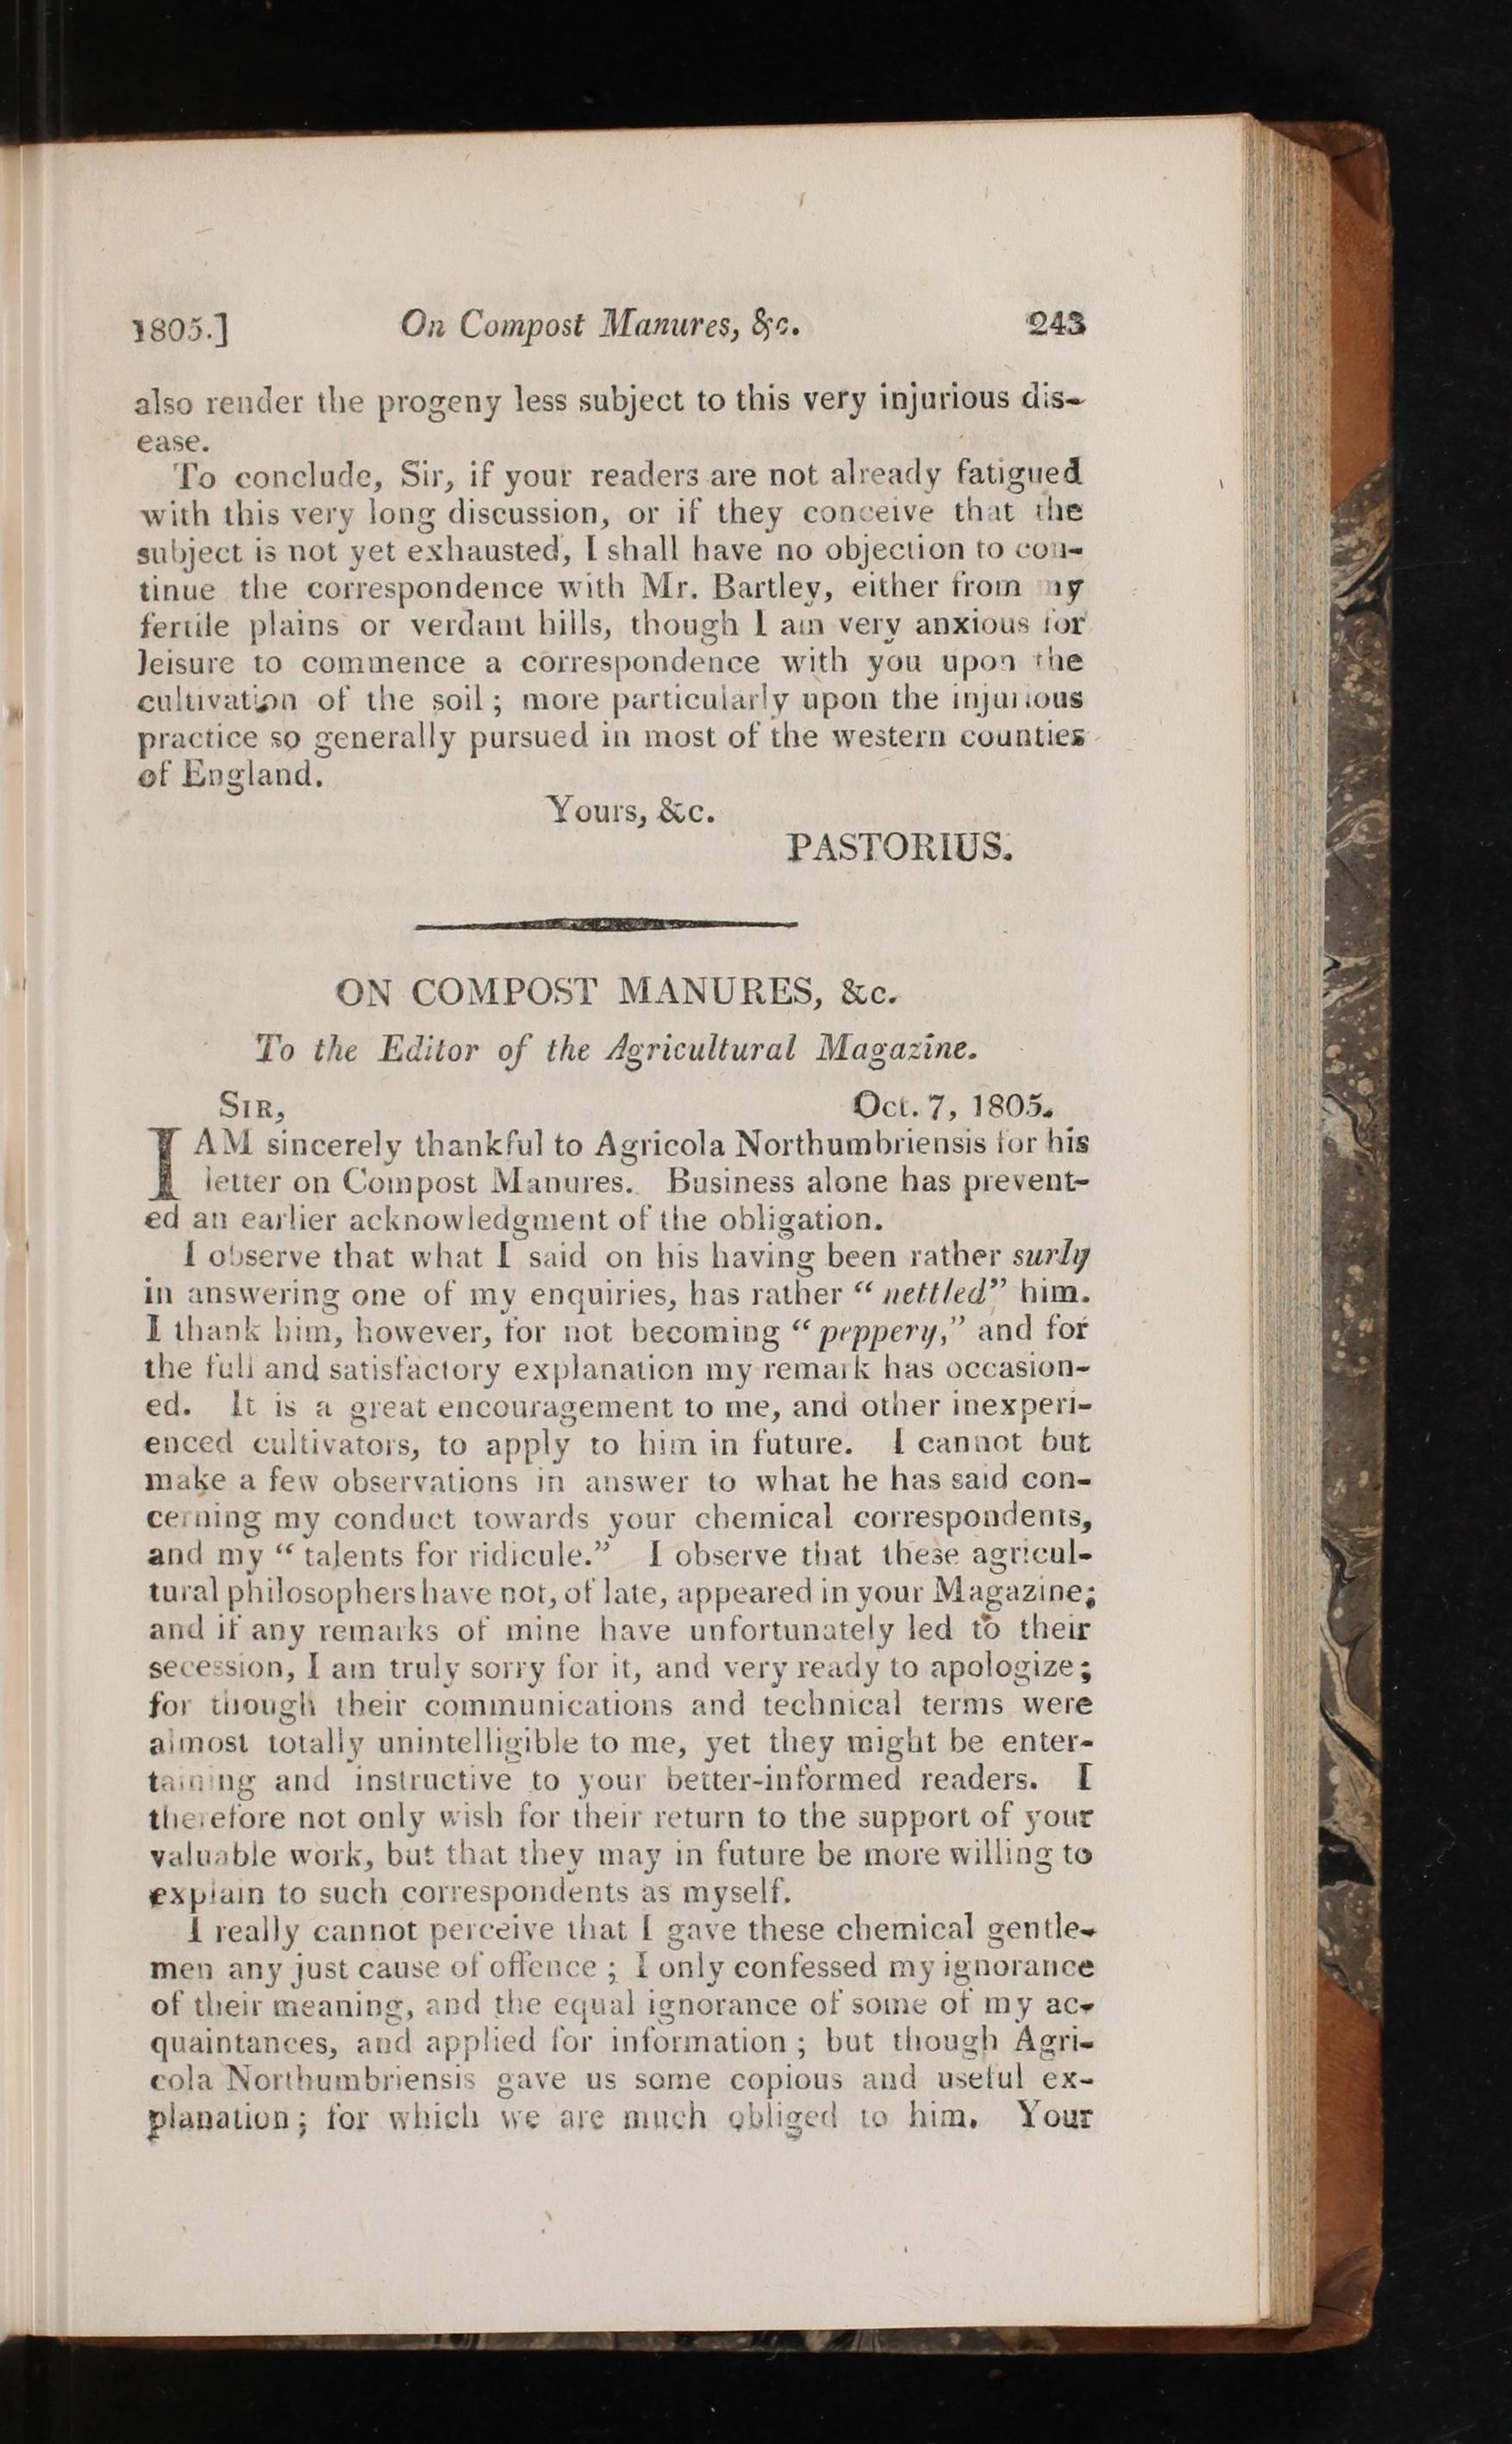 1805.] On Compost Manures, &c. 243
also render the progeny less subject to this very injurious dis-
ease.
To conclude, Sir, if your readers are not already fatigued
with this very long discussion, or if they conceive that the
subject is not yet exhausted, I shall have no objection to con-
tinue the correspondence with Mr. Bartley, either from my
fertile plains or verdant hills, though I am very anxious for
leisure to commence a correspondence with you upon the
cultivation of the soil; more particularly upon the injurious
practice so generally pursued in most of the western counties
of England.
Yours, &c.
PASTORIUS.
ON COMPOST MANURES, &c.
To the Editor of the Agricultural Magazine.
SIR, Oct. 7, 1805.
I AM sincerely thankful to Agricola Northumbriensis for his
letter on Compost Manures. Business alone has prevent-
ed an earlier acknowledgment of the obligation.
I observe that what I said on his having been rather surly
in answering one of my enquiries, has rather “ nettled” him.
I thank him, however, for not becoming “ peppery,” and for
the full and satisfactory explanation my remark has occasion-
ed. It is a great encouragement to me, and other inexperi-
enced cultivators, to apply to him in future. I cannot but
make a few observations in answer to what he has said con-
cerning my conduct towards your chemical correspondents,
and my “ talents for ridicule.” I observe that these agricul-
tural philosophers have not, of late, appeared in your Magazine;
and if any remarks of mine have unfortunately led to their
secession, I am truly sorry for it, and very ready to apologize;
for though their communications and technical terms were
almost totally unintelligible to me, yet they might be enter-
taining and instructive to your better-informed readers. I
therefore not only wish for their return to the support of your
valuable work, but that they may in future be more willing to
explain to such correspondents as myself.
I really cannot perceive that I gave these chemical gentle-
men any just cause of offence ; I only confessed my ignorance
of their meaning, and the equal ignorance of some of my ac-
quaintances, and applied for information ; but though Agri-
cola Northumbriensis gave us some copious and useful ex-
planation; for which we are much obliged to him. Your